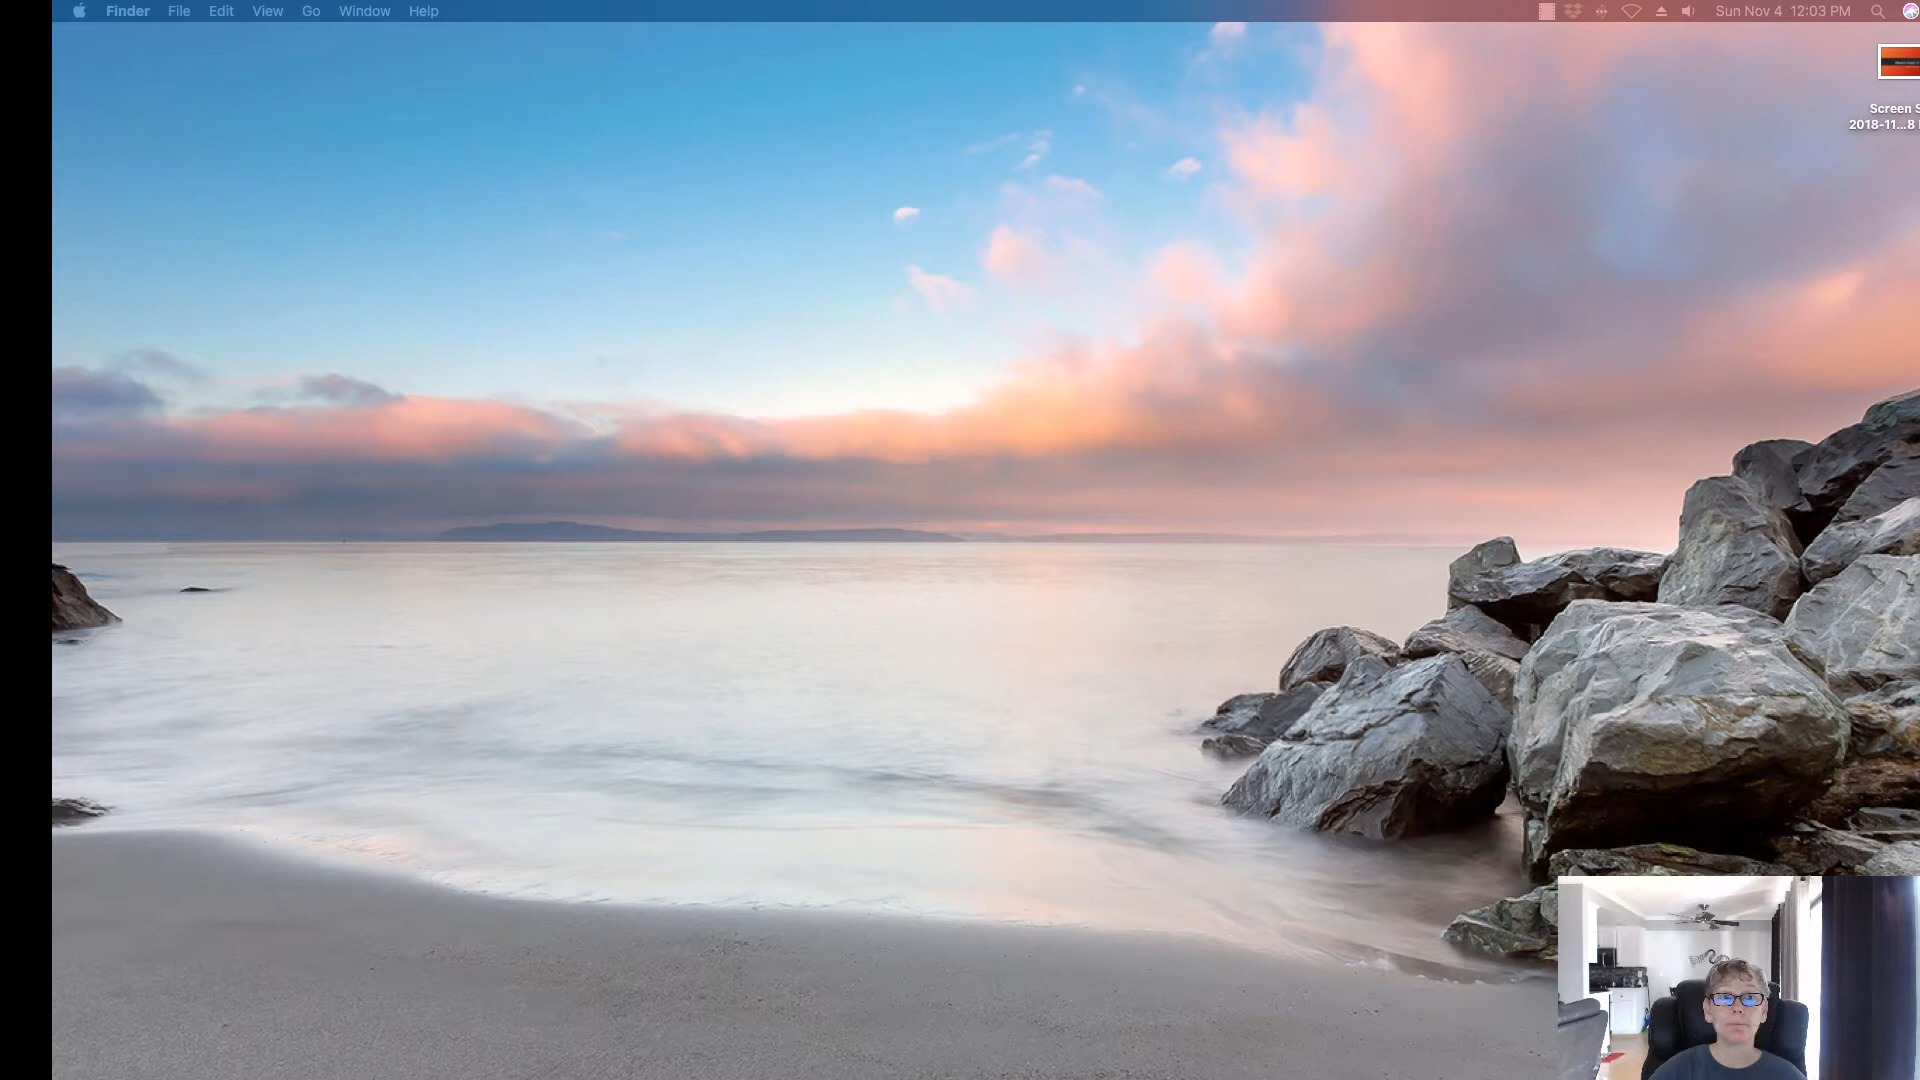 Finder File Edit View Go Window Help
Sun Nov 4 12:03 PM
Screen S
2018-11...8